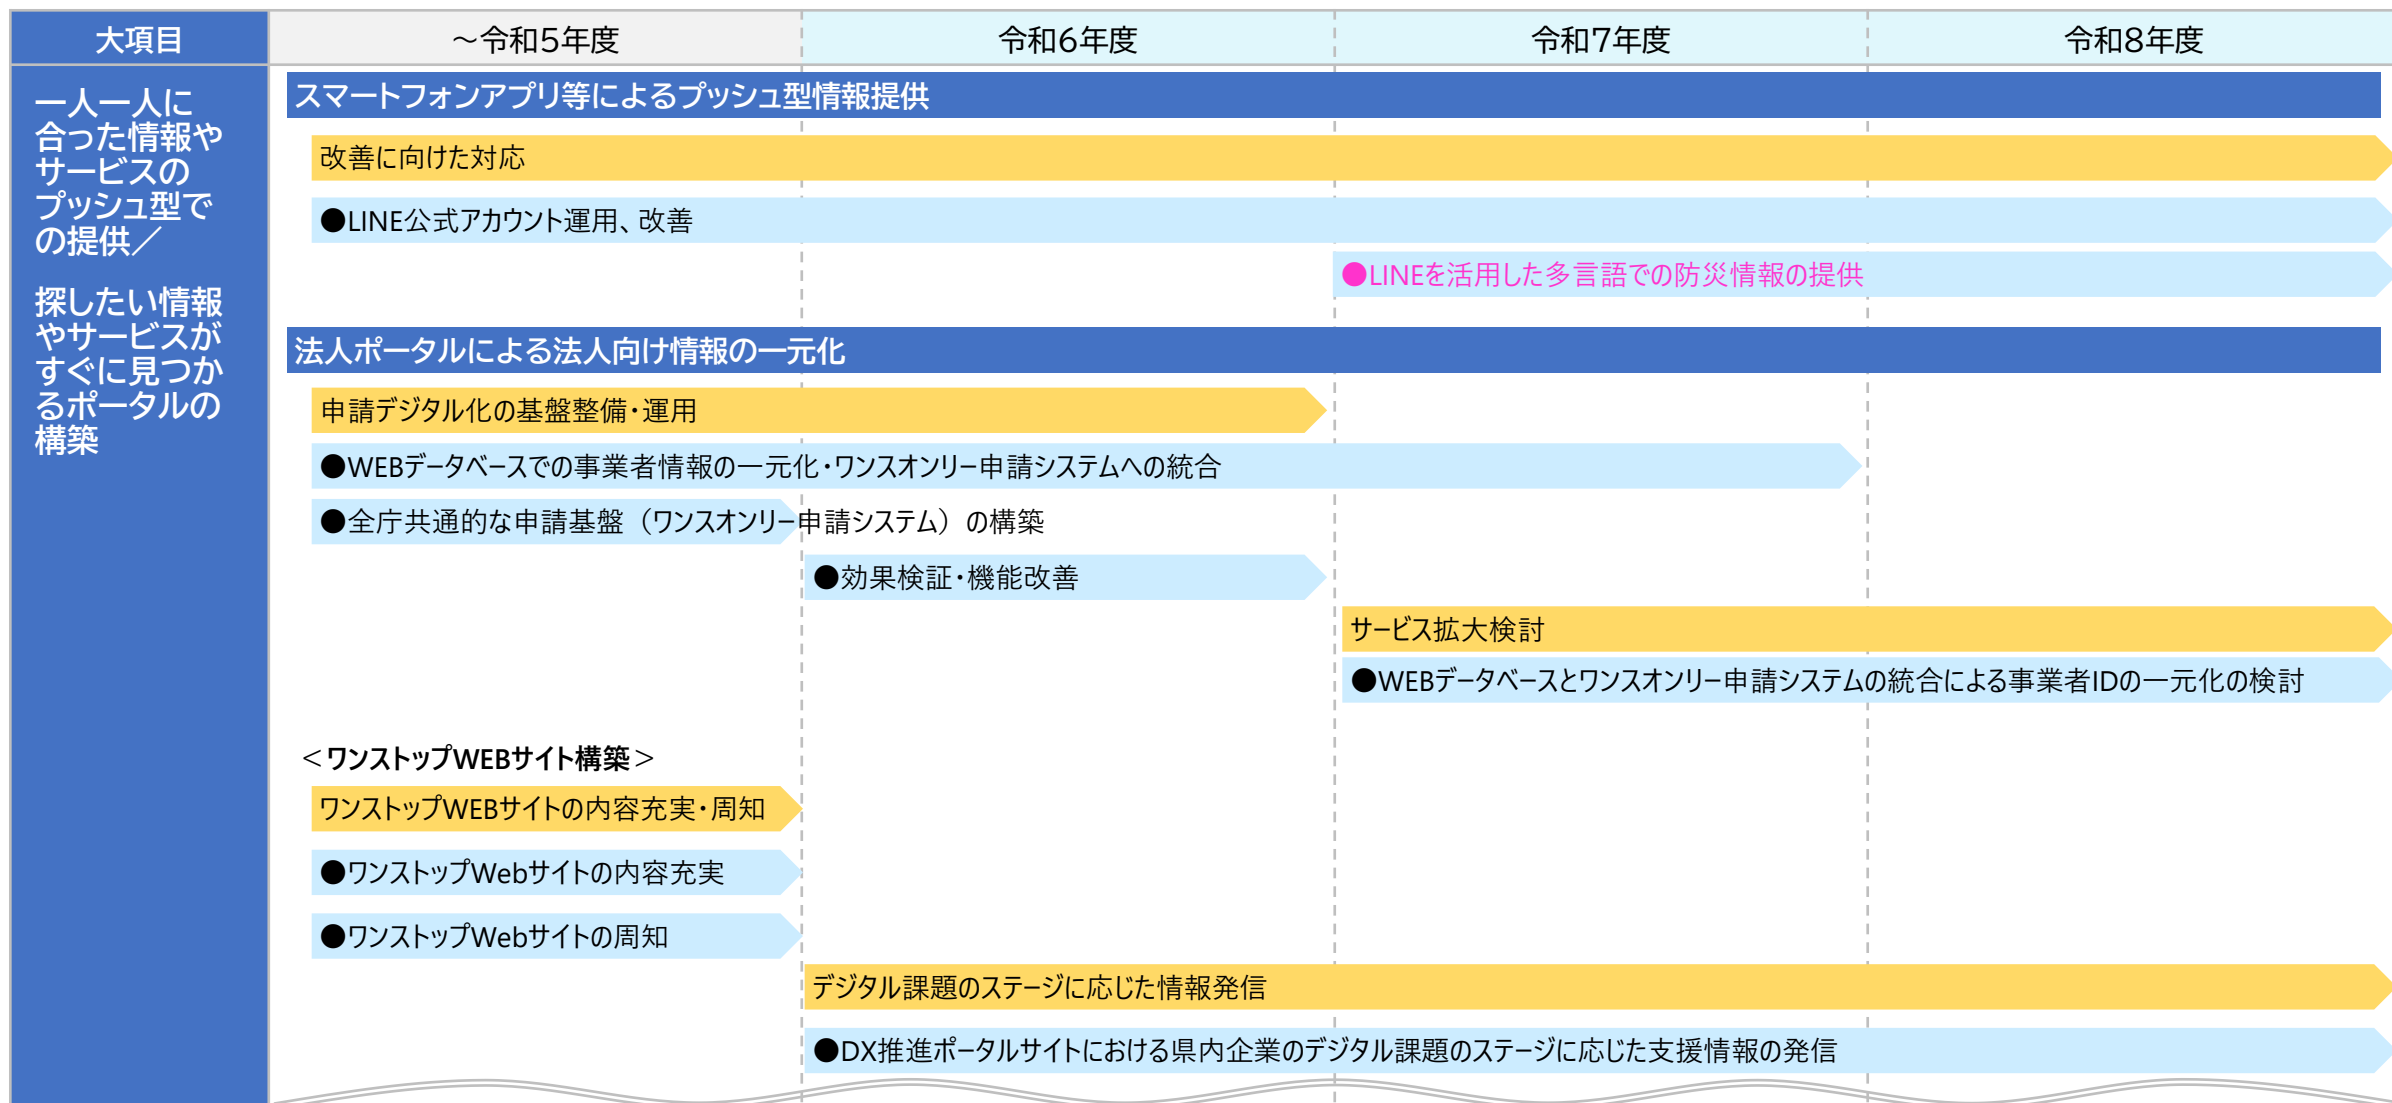 大項目
～令和5年度
令和6年度
令和7年度
令和8年度
一人一人に
合った情報や
サービスの
プッシュ型で
の提供／
探したい情報
やサービスが
すぐに見つか
るポータルの
構築
スマートフォンアプリ等によるプッシュ型情報提供
改善に向けた対応
●LINE公式アカウント運用、改善
●LINEを活用した多言語での防災情報の提供
法人ポータルによる法人向け情報の一元化
申請デジタル化の基盤整備・運用
●WEBデータベースでの事業者情報の一元化・ワンスオンリー申請システムへの統合
●全庁共通的な申請基盤（ワンスオンリー申請システム）の構築
●効果検証・機能改善
サービス拡大検討
●WEBデータベースとワンスオンリー申請システムの統合による事業者IDの一元化の検討
＜ワンストップWEBサイト構築＞
ワンストップWEBサイトの内容充実・周知
●ワンストップWebサイトの内容充実
●ワンストップWebサイトの周知
デジタル課題のステージに応じた情報発信
●DX推進ポータルサイトにおける県内企業のデジタル課題のステージに応じた支援情報の発信